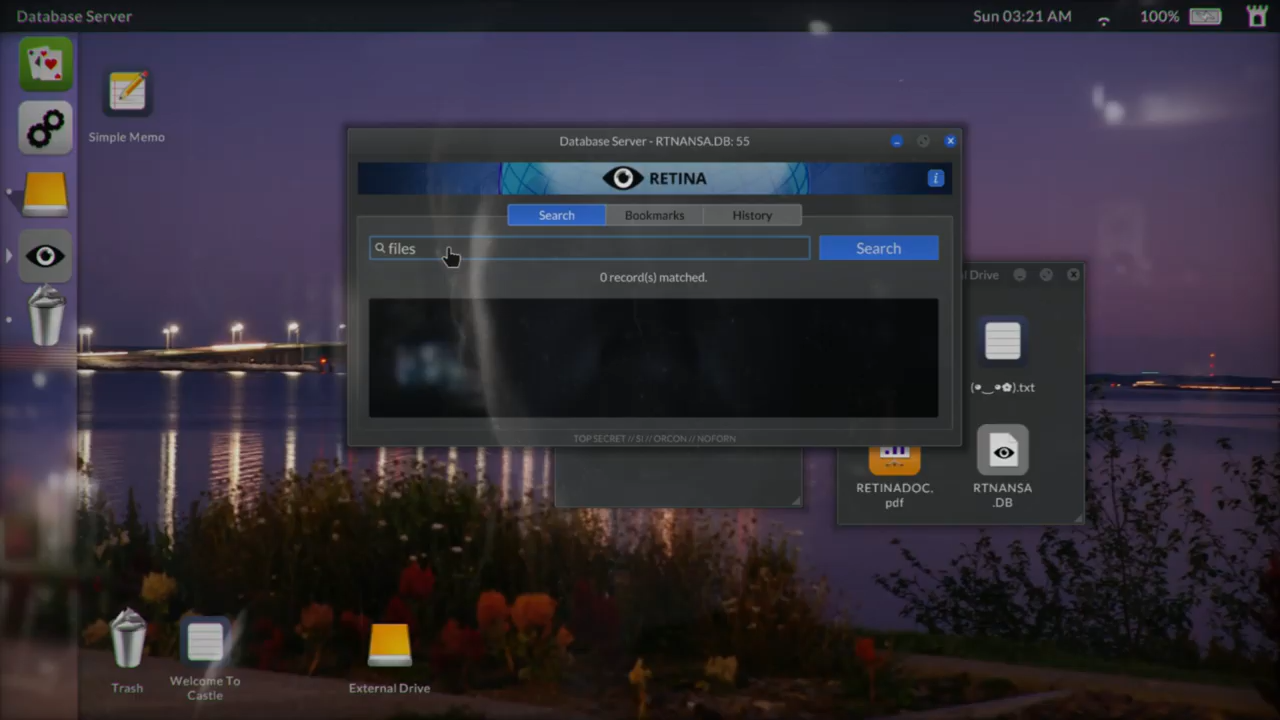 Database Server
Sun 03:21 AM
100%
Simple Memo
Database Server - RTNANSA.DB: 55
RETINA
i
Search
Bookmarks
History
files
Search
0 record(s) matched.
TOP SECRET // SI // ORCON // NOFORN
l Drive
(•‿•✿).txt
RETINADOC.
pdf
RTNANSA
.DB
Trash
Welcome To
Castle
External Drive